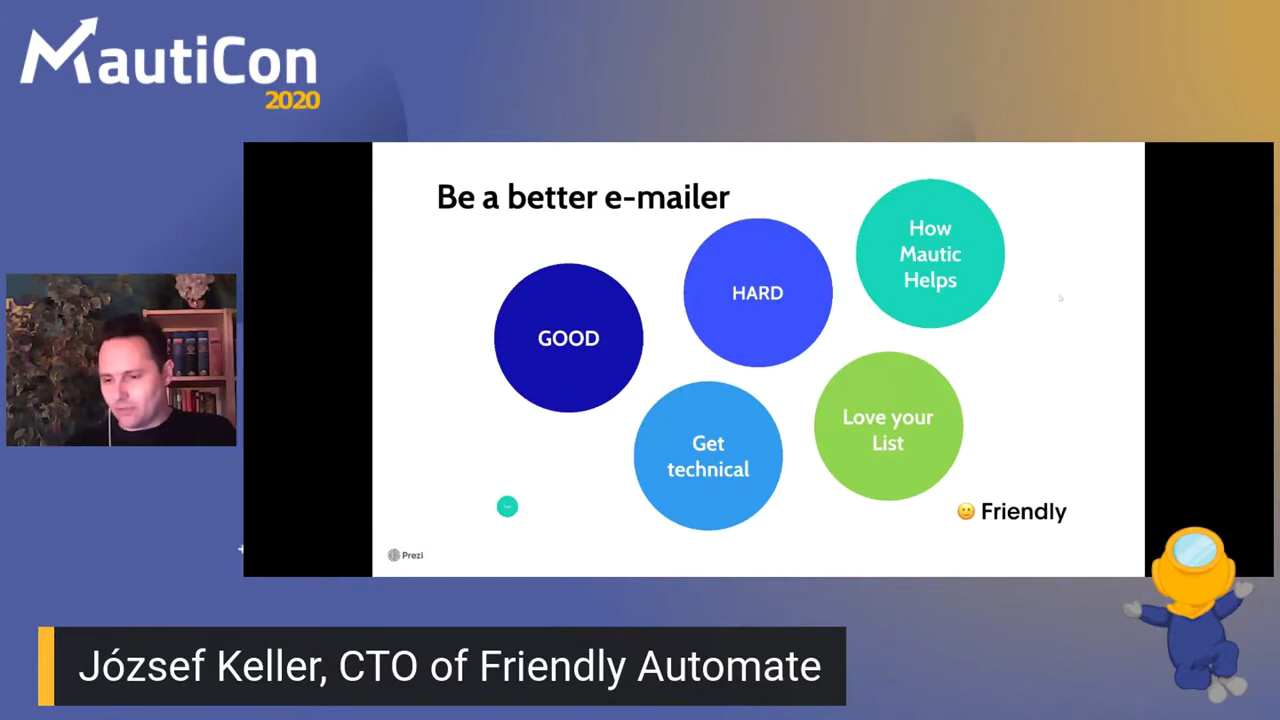 MautiCon
2020
Be a better e-mailer
GOOD
HARD
How
Mautic
Helps
Get
technical
Love your
List
🙂 Friendly
Prezi
József Keller, CTO of Friendly Automate